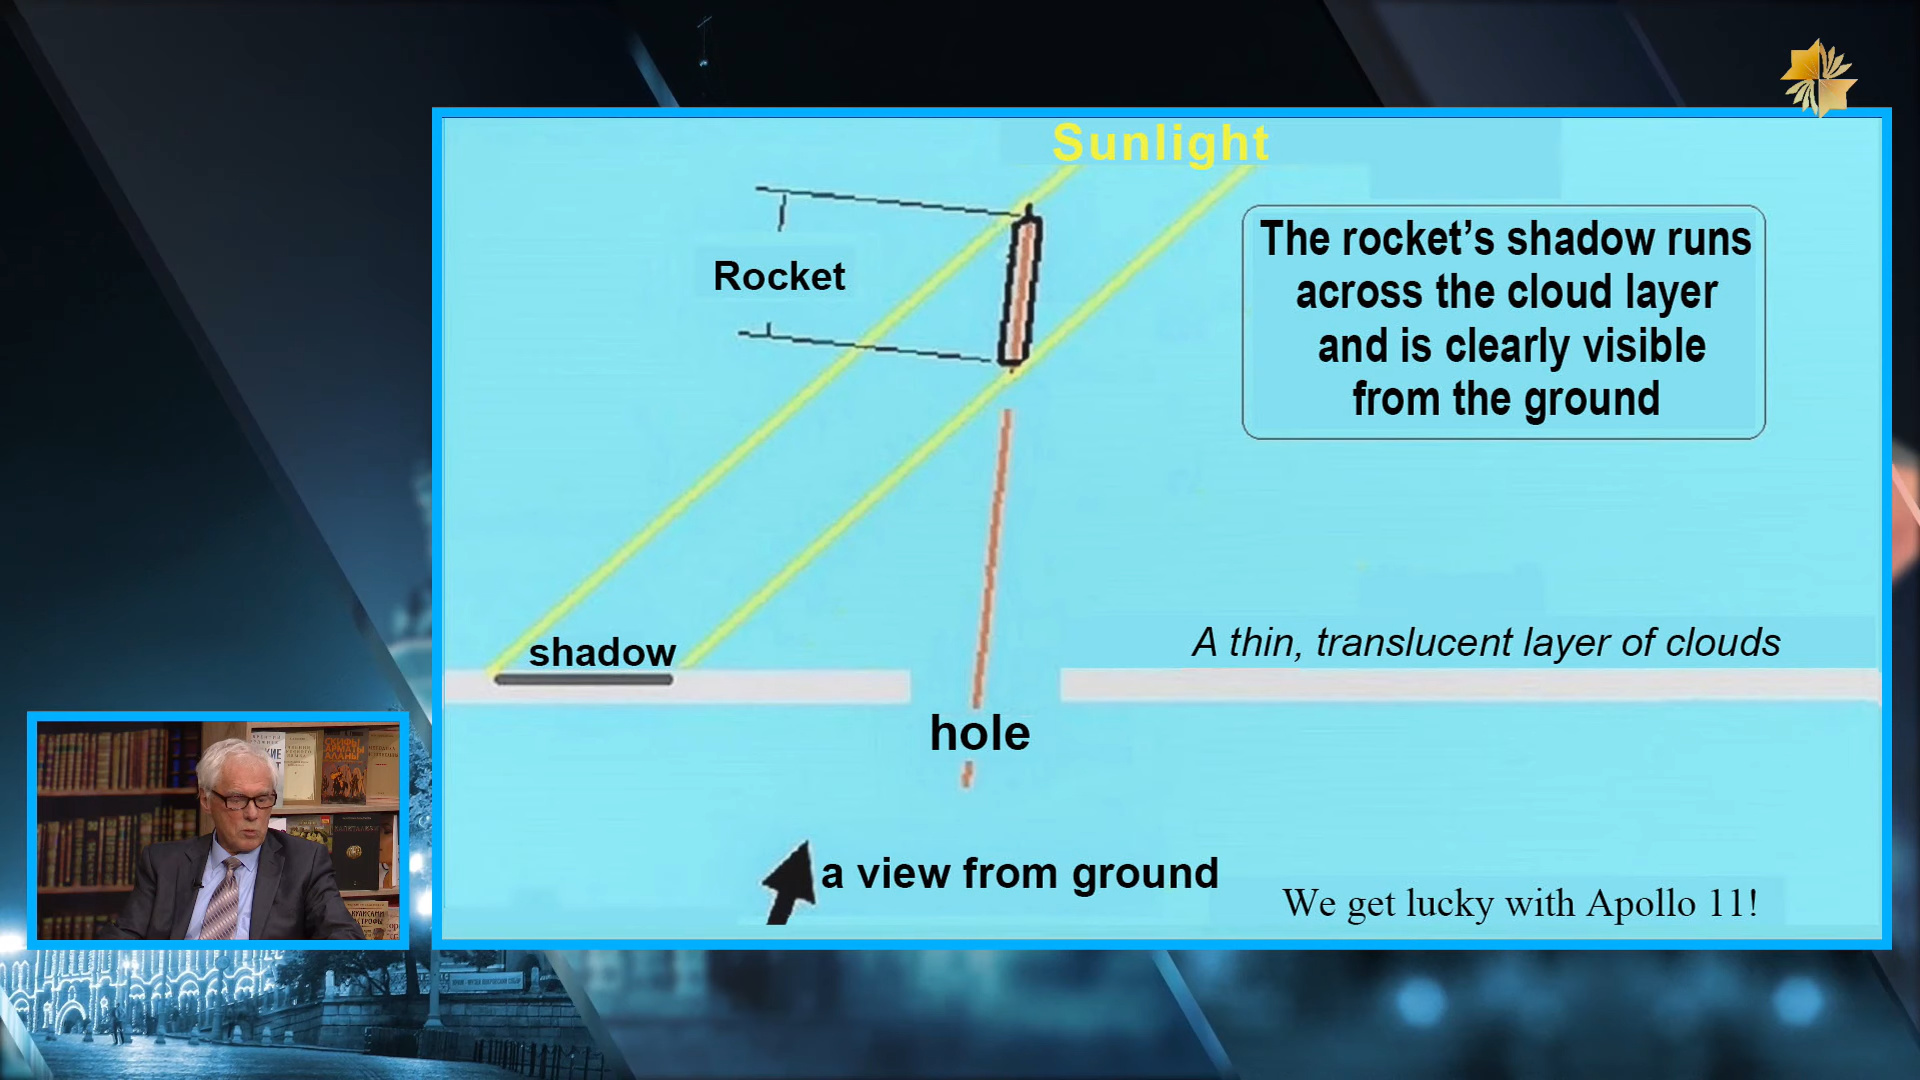 Sunlight
Rocket
The rocket’s shadow runs
across the cloud layer
and is clearly visible
from the ground
A thin, translucent layer of clouds
shadow
hole
a view from ground
We get lucky with Apollo 11!